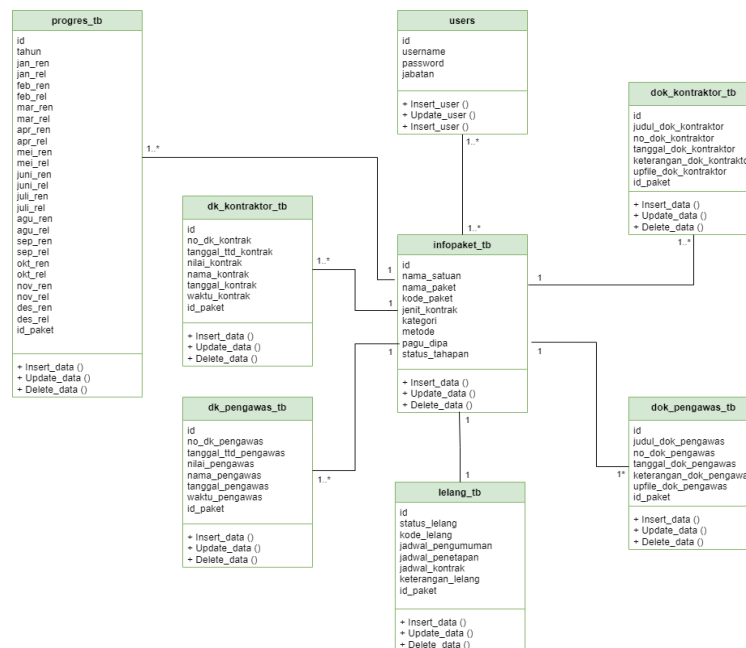 progres_tb
id
tahun
jan_ren
jan_rel
feb_ren
feb_rel
mar_ren
mar_rel
apr_ren
apr_rel
mei_ren
mei_rel
juni_ren
juni_rel
juli_ren
juli_rel
agu_ren
agu_rel
sep_ren
sep_rel
okt_ren
okt_rel
nov_ren
nov_rel
des_ren
des_rel
id_paket
+ Insert_data ()
+ Update_data ()
+ Delete_data ()
1..*
1
users
id
username
password
jabatan
+ Insert_user ()
+ Update_user ()
+ Insert_user ()
1..*
1..*
dok_kontraktor_tb
id
judul_dok_kontraktor
no_dok_kontraktor
tanggal_dok_kontraktor
keterangan_dok_kontrakto
upfile_dok_kontraktor
id_paket
+ Insert_data ()
+ Update_data ()
+ Delete_data ()
1..*
1
dk_kontraktor_tb
id
no_dk_kontrak
tanggal_ttd_kontrak
nilai_kontrak
nama_kontrak
tanggal_kontrak
waktu_kontrak
id_paket
+ Insert_data ()
+ Update_data ()
+ Delete_data ()
1..*
1
infopaket_tb
id
nama_satuan
nama_paket
kode_paket
jenit_kontrak
kategori
metode
pagu_dipa
status_tahapan
+ Insert_data ()
+ Update_data ()
+ Delete_data ()
dk_pengawas_tb
id
no_dk_pengawas
tanggal_ttd_pengawas
nilai_pengawas
nama_pengawas
tanggal_pengawas
waktu_pengawas
id_paket
+ Insert_data ()
+ Update_data ()
+ Delete_data ()
1..*
1
1
1
lelang_tb
id
status_lelang
kode_lelang
jadwal_pengumuman
jadwal_penetapan
jadwal_kontrak
keterangan_lelang
id_paket
+ Insert_data ()
+ Update_data ()
+ Delete_data ()
1
1*
dok_pengawas_tb
id
judul_dok_pengawas
no_dok_pengawas
tanggal_dok_pengawas
keterangan_dok_pengawa
upfile_dok_pengawas
id_paket
+ Insert_data ()
+ Update_data ()
+ Delete_data ()